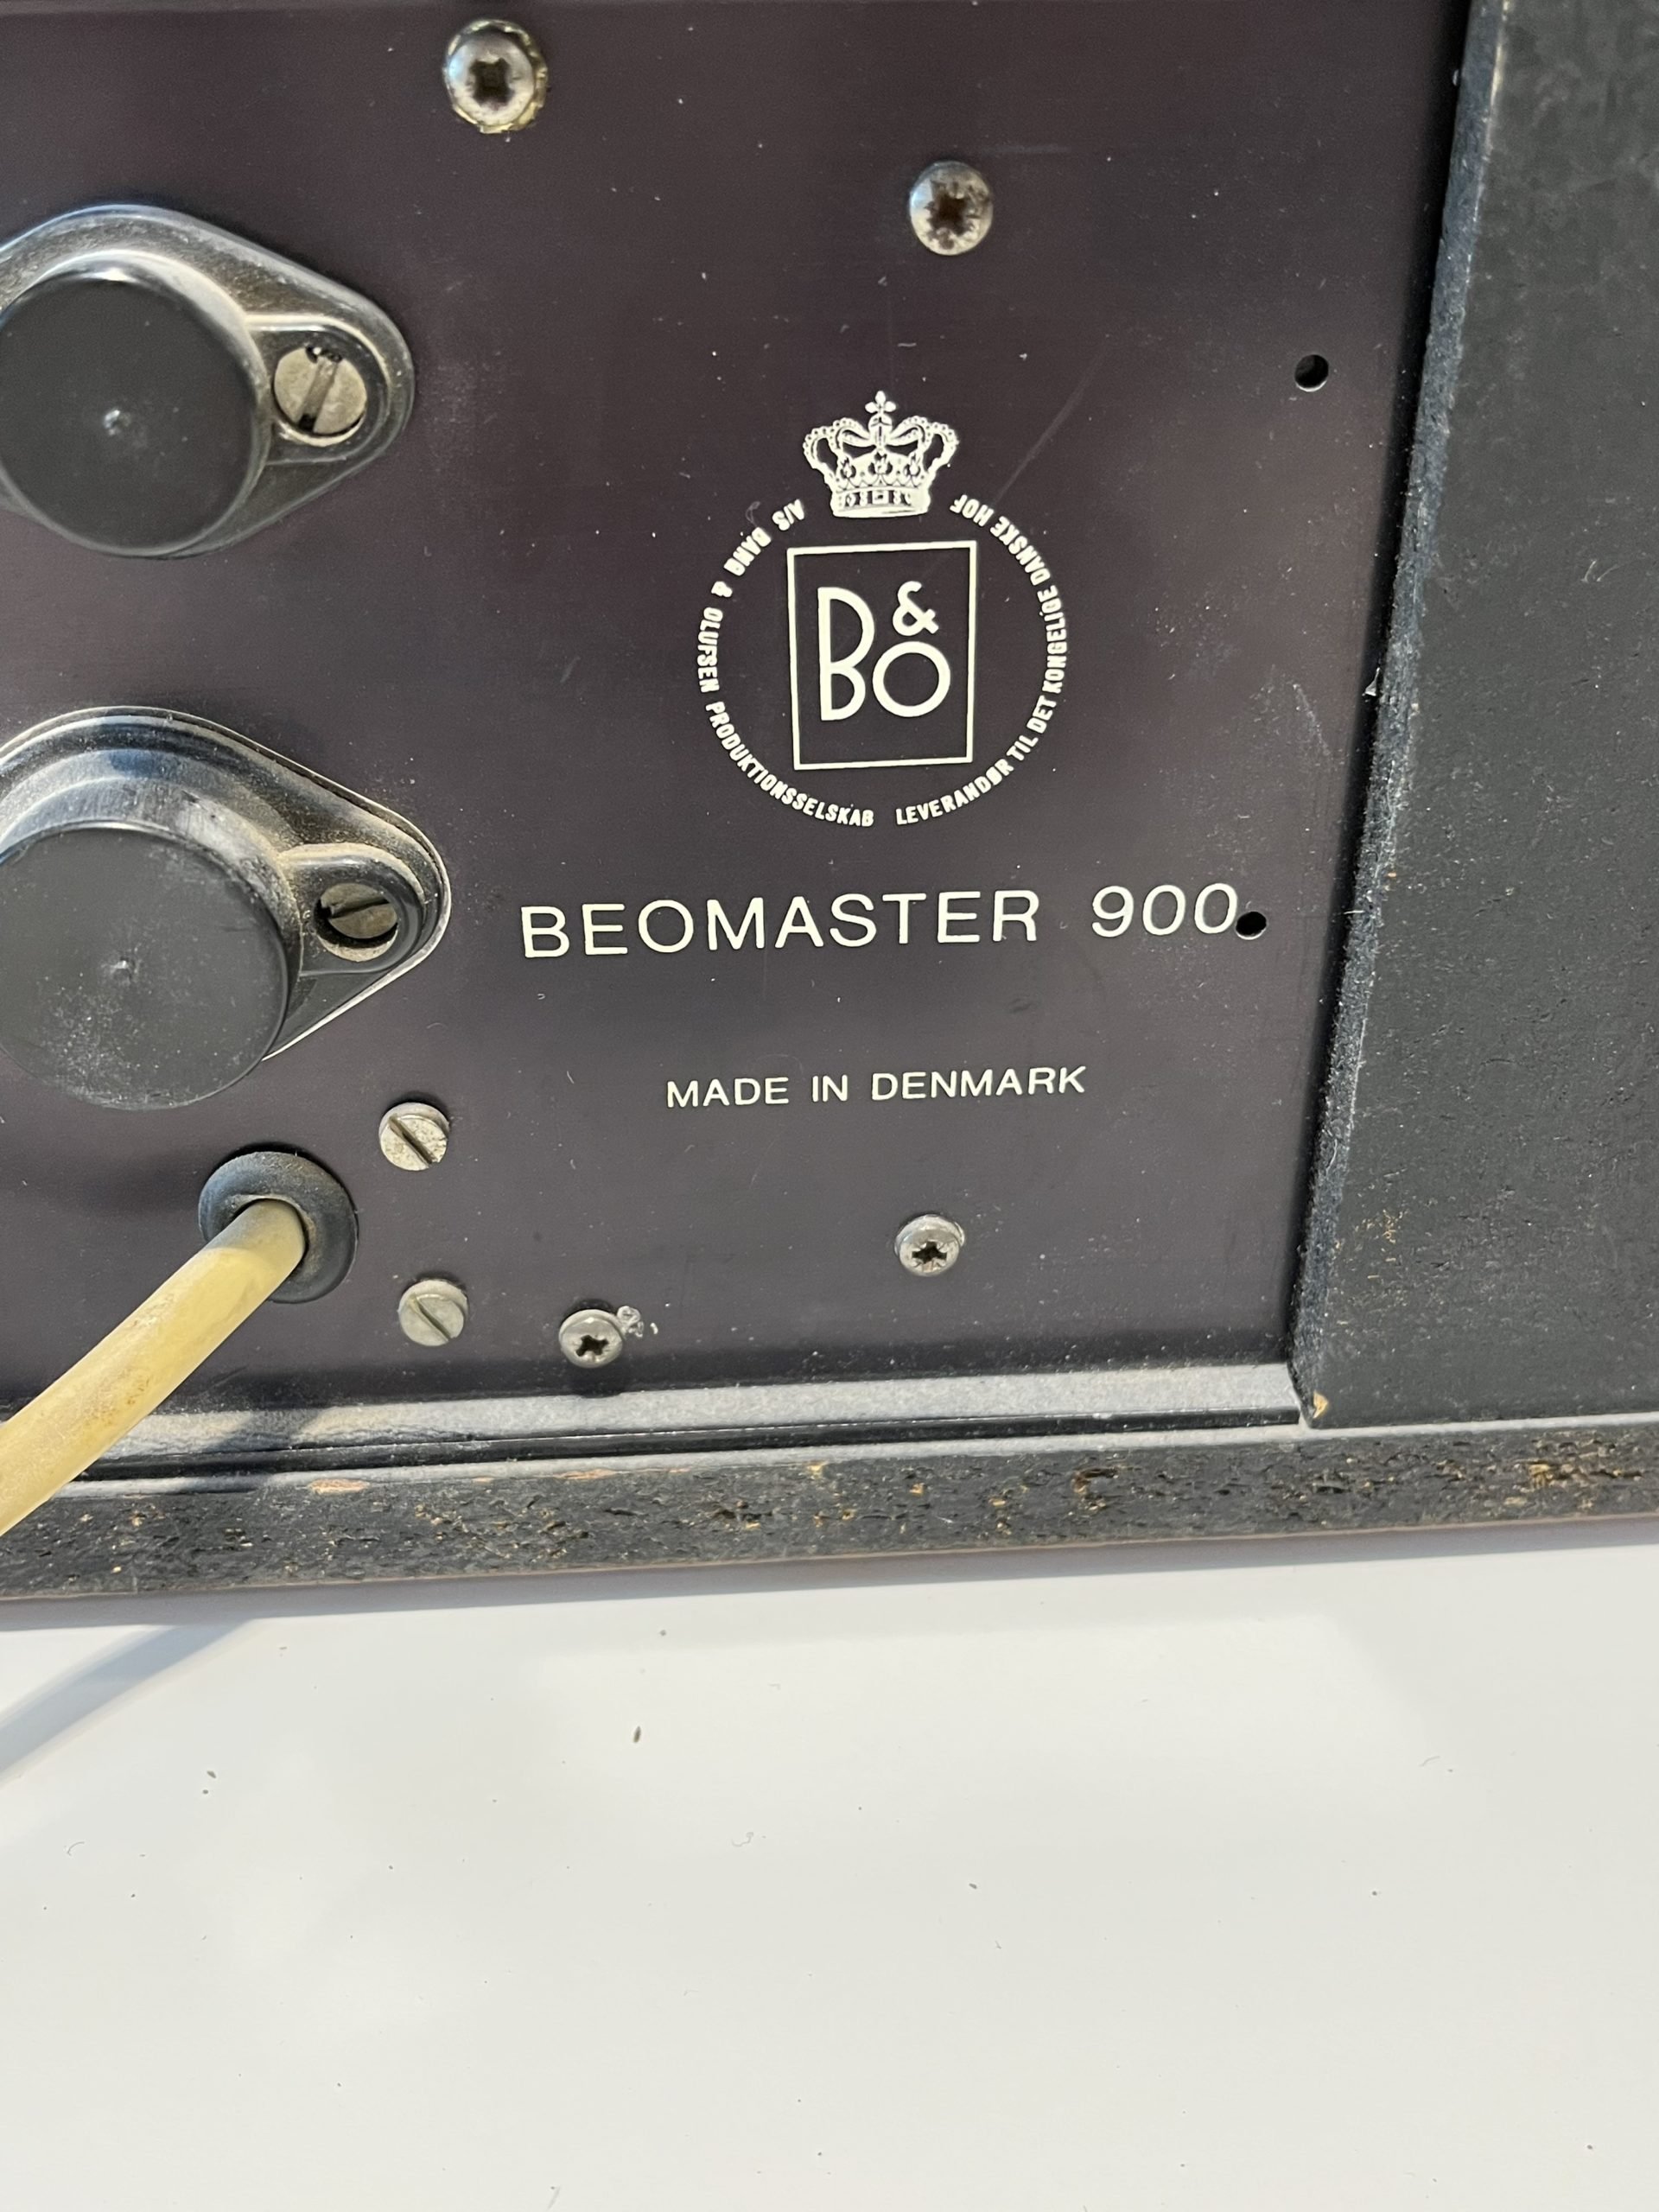 A/S BANG & OLUFSEN PRODUKTIONSSELSKAB LEVERANDØR TIL DET KONGELIGE DANSKE HOF
B&O
BEOMASTER 900
MADE IN DENMARK